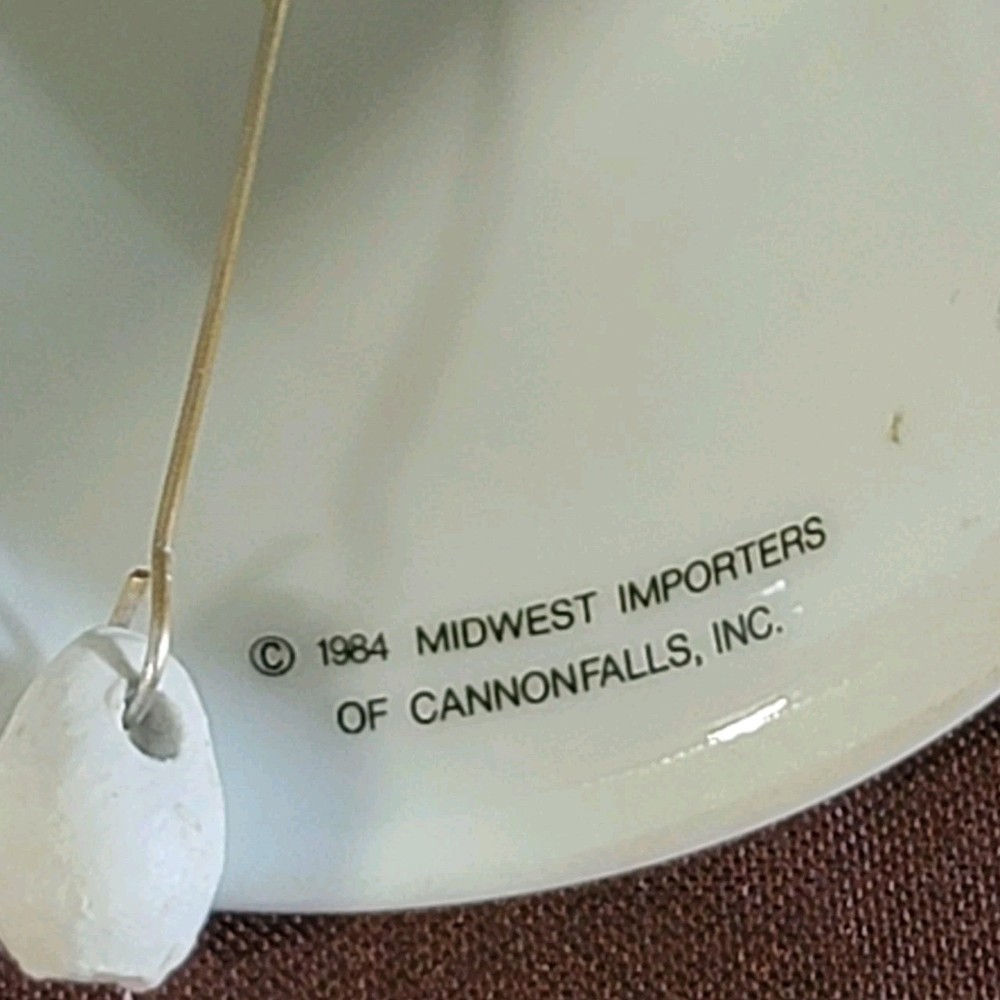 © 1984 MIDWEST IMPORTERS
OF CANNONFALLS, INC.